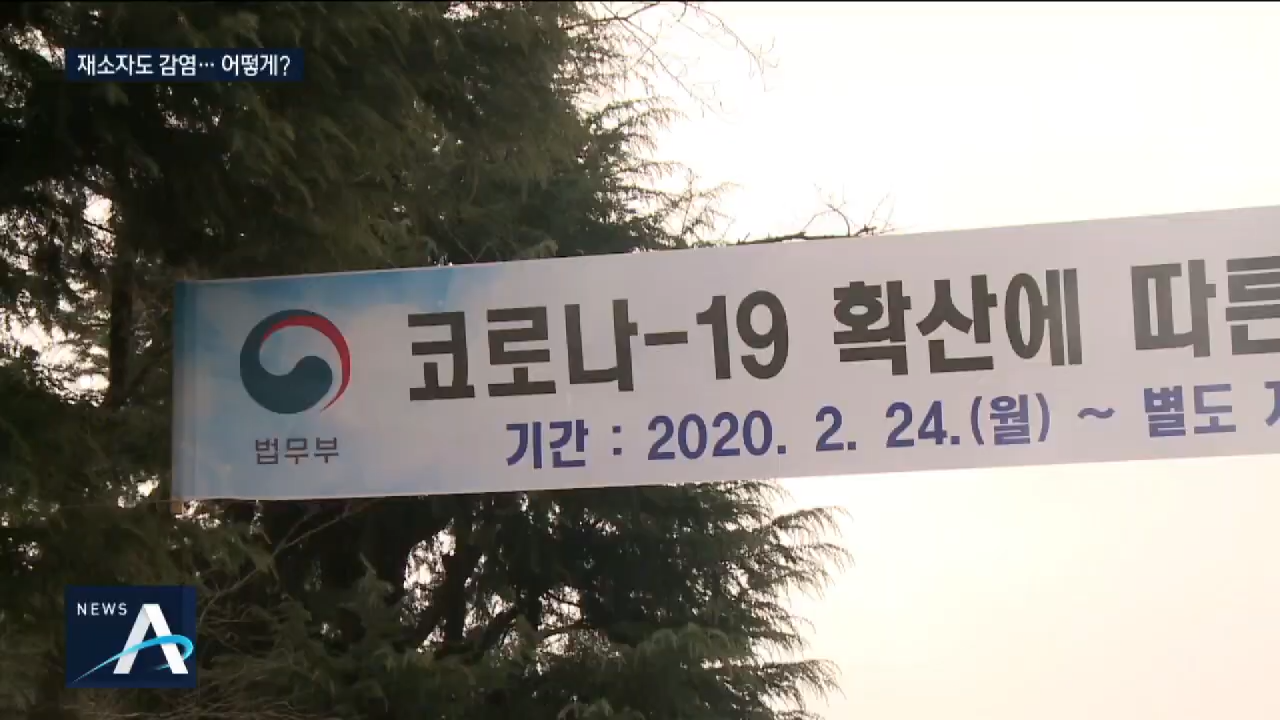 재소자도 감염… 어떻게?
코로나-19 확산에 따른
법무부
기간 : 2020. 2. 24.(월) ~ 별도
NEWS A